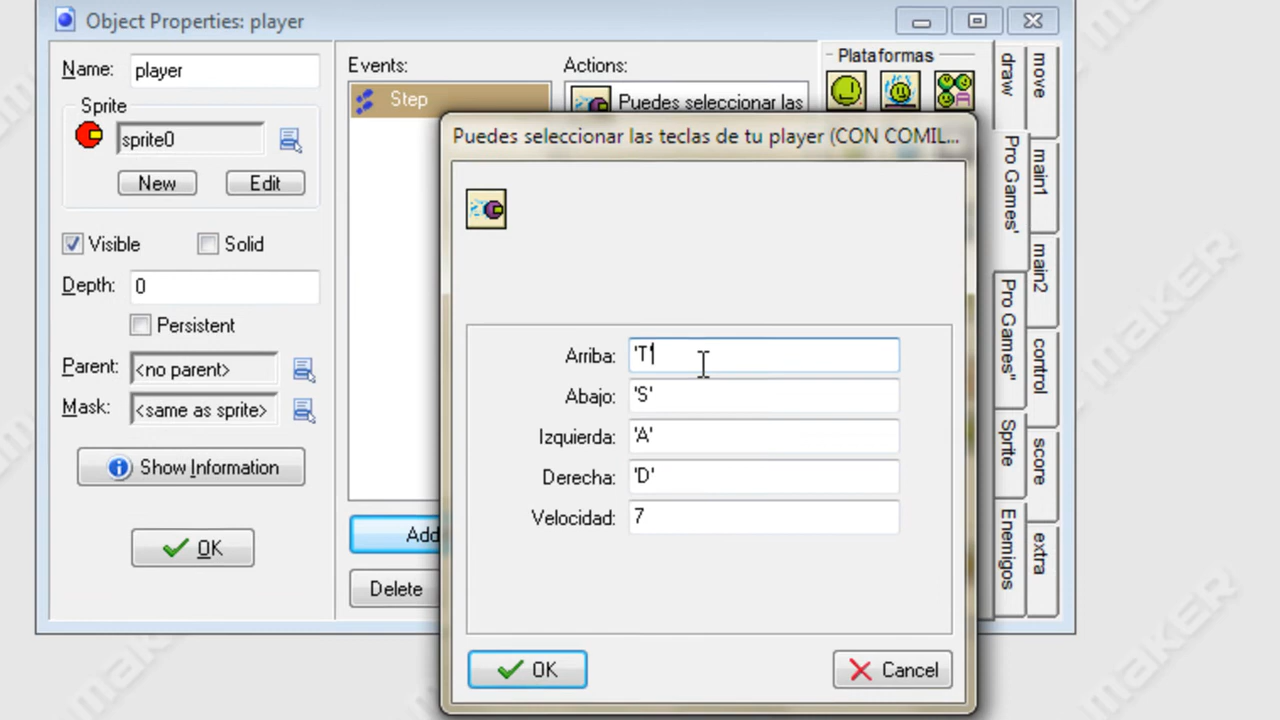 Object Properties: player
Name: player
Sprite
sprite0
New Edit
Visible Solid
Depth: 0
Persistent
Parent: <no parent>
Mask: <same as sprite>
Show Information
OK
Events:
Step
Add
Delete
Actions:
Puedes seleccionar las
Plataformas
Puedes seleccionar las teclas de tu player (CON COMIL...
Arriba: 'T'
Abajo: 'S'
Izquierda: 'A'
Derecha: 'D'
Velocidad: 7
OK Cancel
draw
Pro Games'
Pro Games"
Sprite
Enemigos
move
main1
main2
control
score
extra
maker
maker
maker